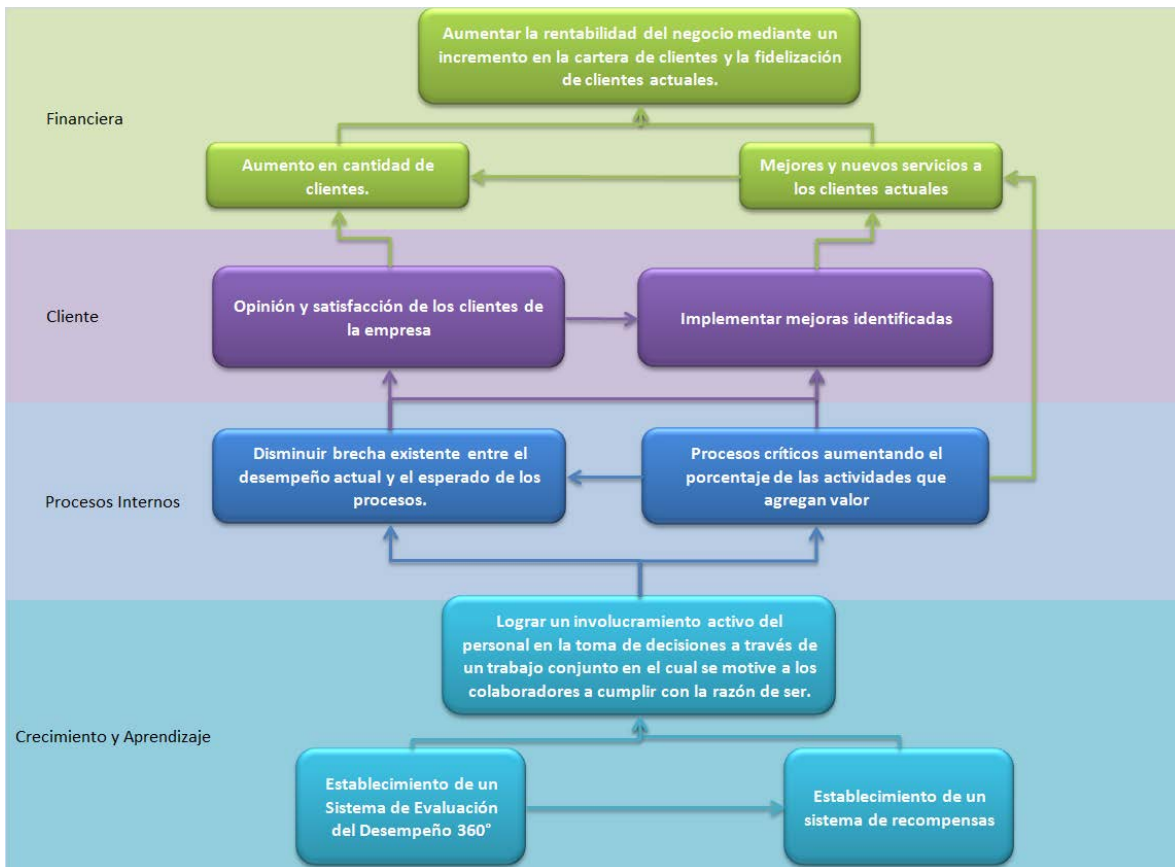 Aumentar la rentabilidad del negocio mediante un
incremento en la cartera de clientes y la fidelización
de clientes actuales.
Financiera
Aumento en cantidad de
clientes.
Mejores y nuevos servicios a
los clientes actuales
Cliente
Opinión y satisfacción de los clientes de
la empresa
Implementar mejoras identificadas
Procesos Internos
Disminuir brecha existente entre el
desempeño actual y el esperado de los
procesos.
Procesos críticos aumentando el
porcentaje de las actividades que
agregan valor
Lograr un involucramiento activo del
personal en la toma de decisiones a través de
un trabajo conjunto en el cual se motive a los
colaboradores a cumplir con la razón de ser.
Crecimiento y Aprendizaje
Establecimiento de un
Sistema de Evaluación
del Desempeño 360°
Establecimiento de un
sistema de recompensas